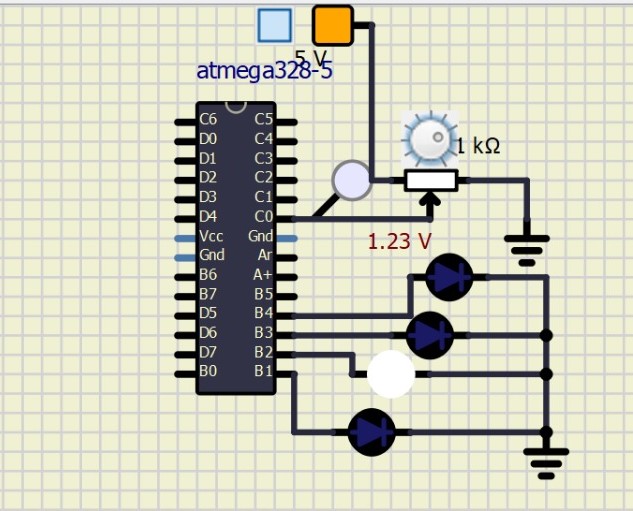 5 V
atmega328-5
1 kΩ
C6 C5
D0 C4
D1 C3
D2 C2
D3 C1
D4 C0
1.23 V
Vcc Gnd
Gnd Ar
B6 A+
B7 B5
D5 B4
D6 B3
D7 B2
B0 B1